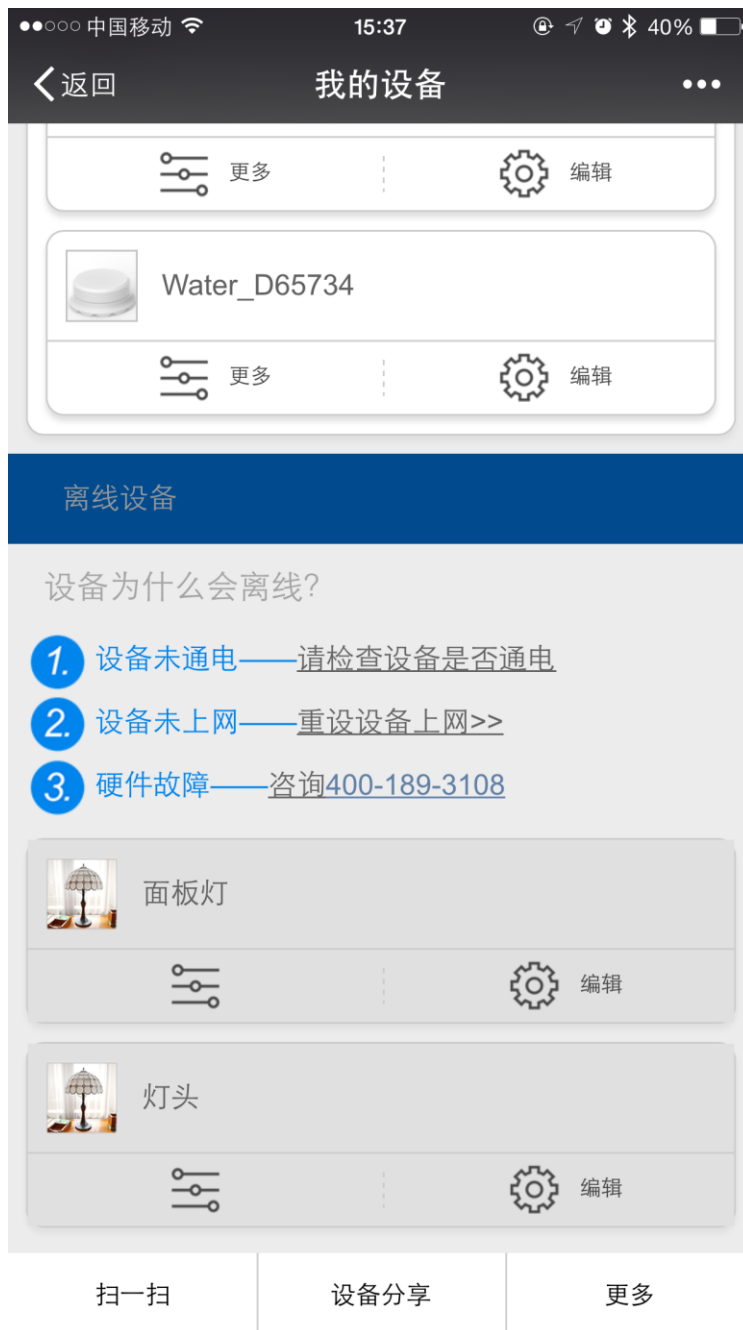 中国移动 15:37 40%
返回 我的设备
更多 编辑
Water_D65734
更多 编辑
离线设备
设备为什么会离线?
1. 设备未通电——请检查设备是否通电
2. 设备未上网——重设设备上网>>
3. 硬件故障——咨询400-189-3108
面板灯
编辑
灯头
编辑
扫一扫 设备分享 更多